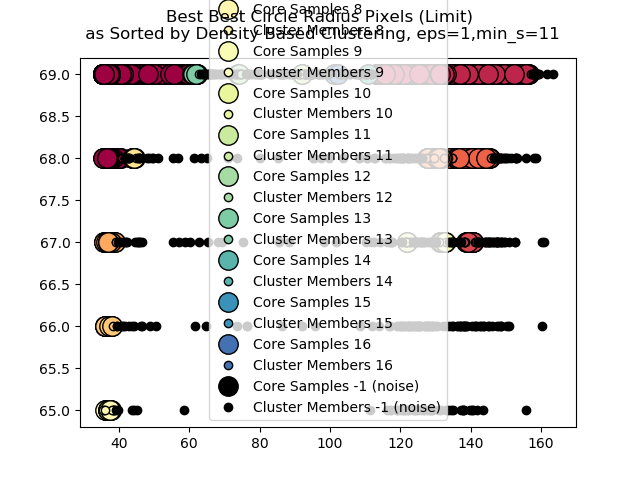 Core Samples 8
Best Best Circle Radius Pixels (Limit)
Cluster Members 8
as Sorted by Density Based Clustering, eps=1,min_s=11
Core Samples 9
69.0
Cluster Members 9
Core Samples 10
68.5
Cluster Members 10
Core Samples 11
68.0
Cluster Members 11
Core Samples 12
67.5
Cluster Members 12
Core Samples 13
67.0
Cluster Members 13
Core Samples 14
66.5
Cluster Members 14
Core Samples 15
66.0
Cluster Members 15
Core Samples 16
65.5
Cluster Members 16
Core Samples -1 (noise)
65.0
Cluster Members -1 (noise)
40 60 80 100 120 140 160